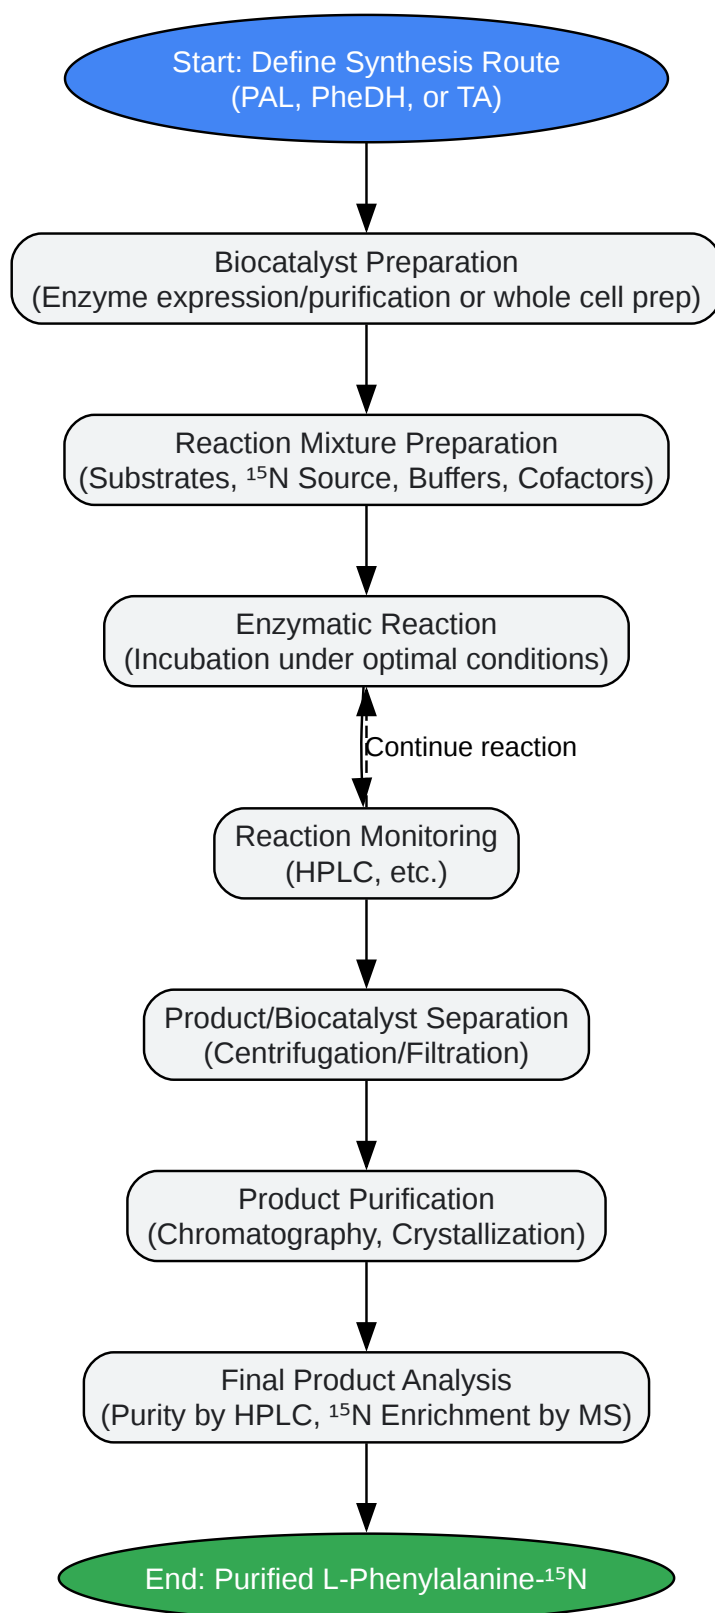 Start: Define Synthesis Route
(PAL, PheDH, or TA)
Biocatalyst Preparation
(Enzyme expression/purification or whole cell prep)
Reaction Mixture Preparation
(Substrates, ¹⁵N Source, Buffers, Cofactors)
Enzymatic Reaction
(Incubation under optimal conditions)
Continue reaction
Reaction Monitoring
(HPLC, etc.)
Product/Biocatalyst Separation
(Centrifugation/Filtration)
Product Purification
(Chromatography, Crystallization)
Final Product Analysis
(Purity by HPLC, ¹⁵N Enrichment by MS)
End: Purified L-Phenylalanine-¹⁵N